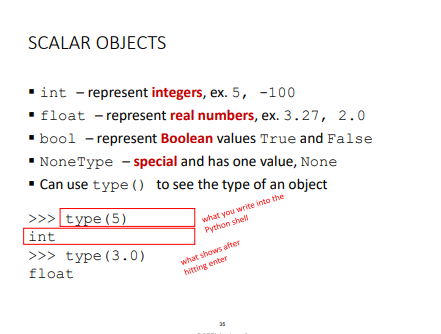 SCALAR OBJECTS
▪ int – represent integers, ex. 5, -100
▪ float – represent real numbers, ex. 3.27, 2.0
▪ bool – represent Boolean values True and False
▪ NoneType – special and has one value, None
▪ Can use type() to see the type of an object
>>> type(5)
what you write into the
Python shell
int
>>> type(3.0)
what shows after
hitting enter
float
35